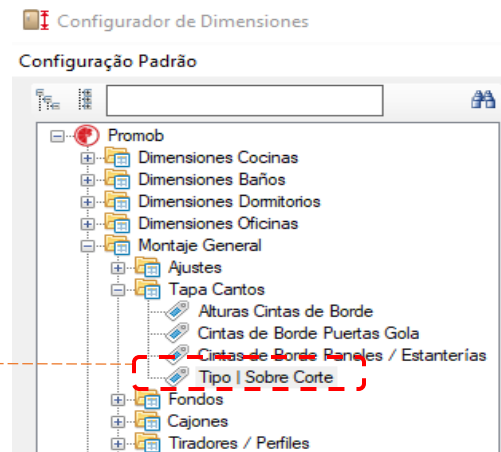 Configurador de Dimensiones
Configuração Padrão
Promob
Dimensiones Cocinas
Dimensiones Baños
Dimensiones Dormitorios
Dimensiones Oficinas
Montaje General
Ajustes
Tapa Cantos
Alturas Cintas de Borde
Cintas de Borde Puertas Gola
Cintas de Borde Paneles / Estanterías
Tipo | Sobre Corte
Fondos
Cajones
Tiradores / Perfiles